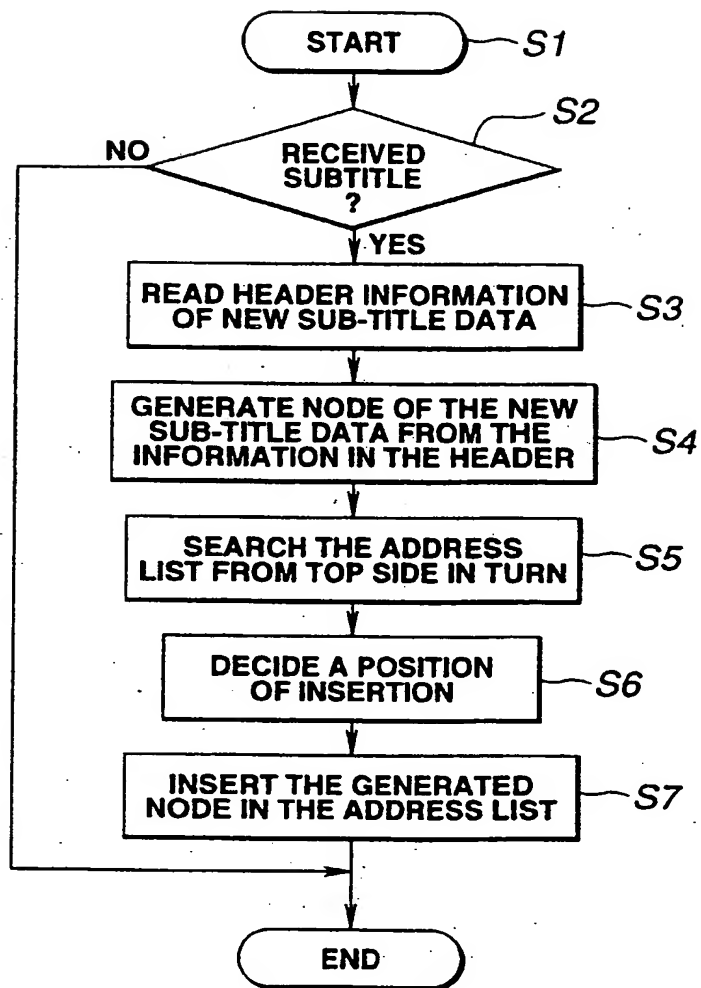 START
S1
S2
NO
RECEIVED
SUBTITLE
?
YES
READ HEADER INFORMATION
OF NEW SUB-TITLE DATA
S3
GENERATE NODE OF THE NEW
SUB-TITLE DATA FROM THE
INFORMATION IN THE HEADER
S4
SEARCH THE ADDRESS
LIST FROM TOP SIDE IN TURN
S5
DECIDE A POSITION
OF INSERTION
S6
INSERT THE GENERATED
NODE IN THE ADDRESS LIST
S7
END